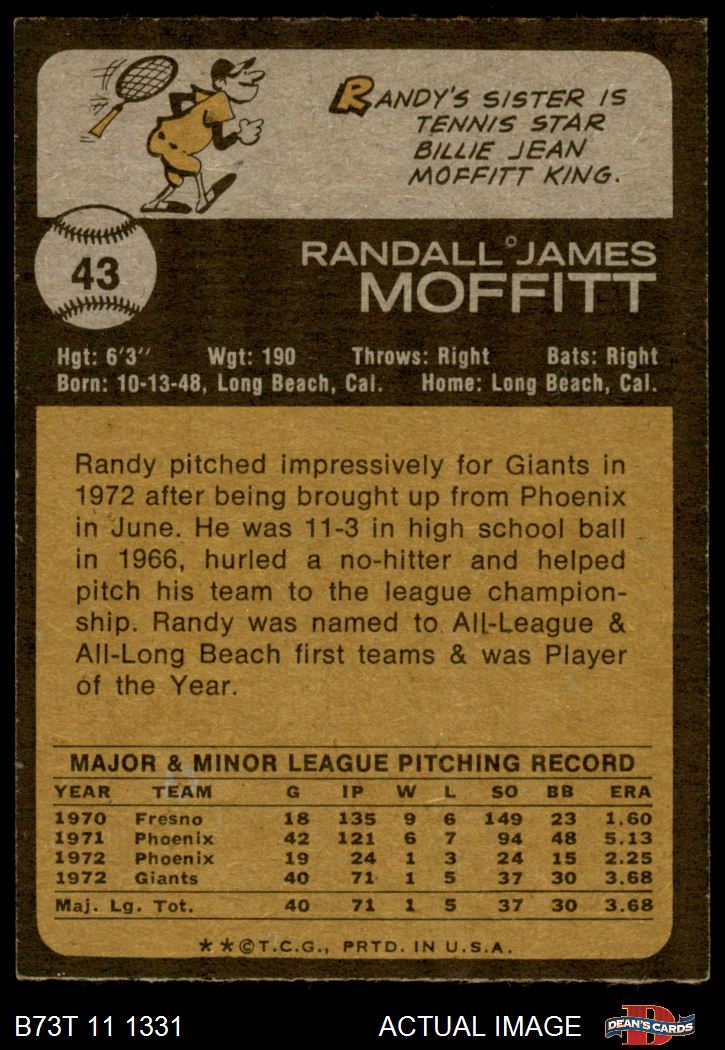 RANDY'S SISTER IS
TENNIS STAR
BILLIE JEAN
MOFFITT KING.
43
RANDALL JAMES
MOFFITT
Hgt: 6'3" Wgt: 190 Throws: Right Bats: Right
Born: 10-13-48, Long Beach, Cal. Home: Long Beach, Cal.
Randy pitched impressively for Giants in
1972 after being brought up from Phoenix
in June. He was 11-3 in high school ball
in 1966, hurled a no-hitter and helped
pitch his team to the league champion-
ship. Randy was named to All-League &
All-Long Beach first teams & was Player
of the Year.
MAJOR & MINOR LEAGUE PITCHING RECORD
YEAR TEAM G IP W L SO BB ERA
1970 Fresno 18 135 9 6 149 23 1.60
1971 Phoenix 42 121 6 7 94 48 5.13
1972 Phoenix 19 24 1 3 24 15 2.25
1972 Giants 40 71 1 5 37 30 3.68
Maj. Lg. Tot. 40 71 1 5 37 30 3.68
**©T.C.G., PRTD. IN U.S.A.
B73T 11 1331 ACTUAL IMAGE
D
DEAN'S CARDS